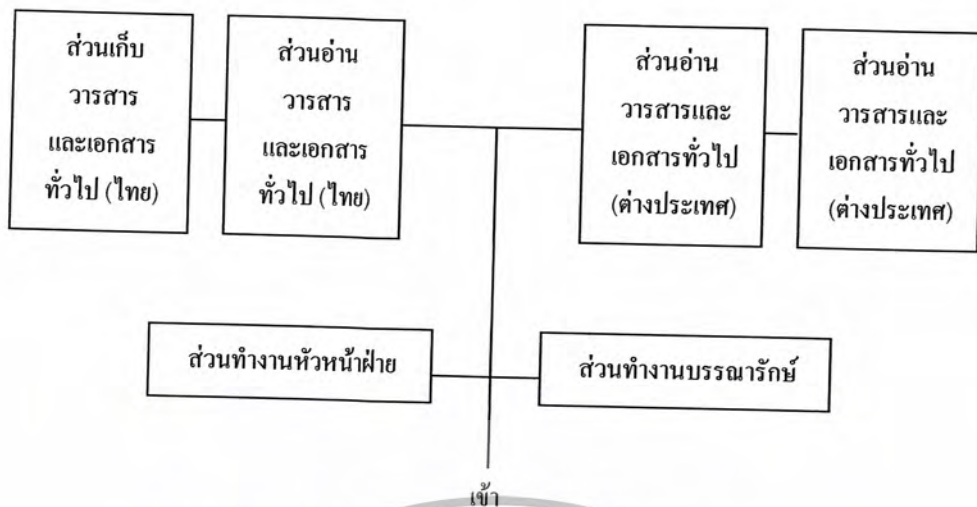 ส่วนเก็บ
วารสาร
และเอกสาร
ทั่วไป (ไทย)
ส่วนอ่าน
วารสาร
และเอกสาร
ทั่วไป (ไทย)
ส่วนอ่าน
วารสารและ
เอกสารทั่วไป
(ต่างประเทศ)
ส่วนอ่าน
วารสารและ
เอกสารทั่วไป
(ต่างประเทศ)
ส่วนทำงานหัวหน้าฝ่าย
ส่วนทำงานบรรณารักษ์
เข้า